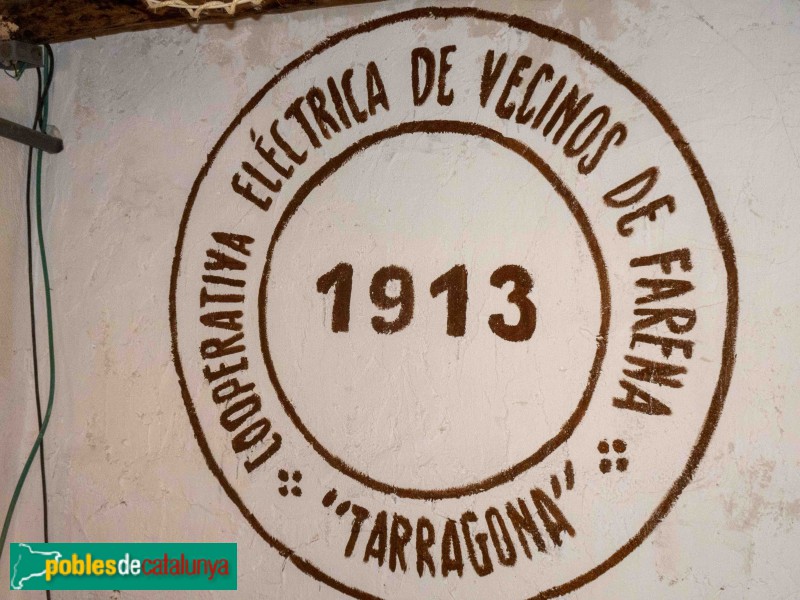 COOPERATIVA ELÉCTRICA DE VECINOS DE FARENA
1913
"TARRAGONA"
poblesdecatalunya